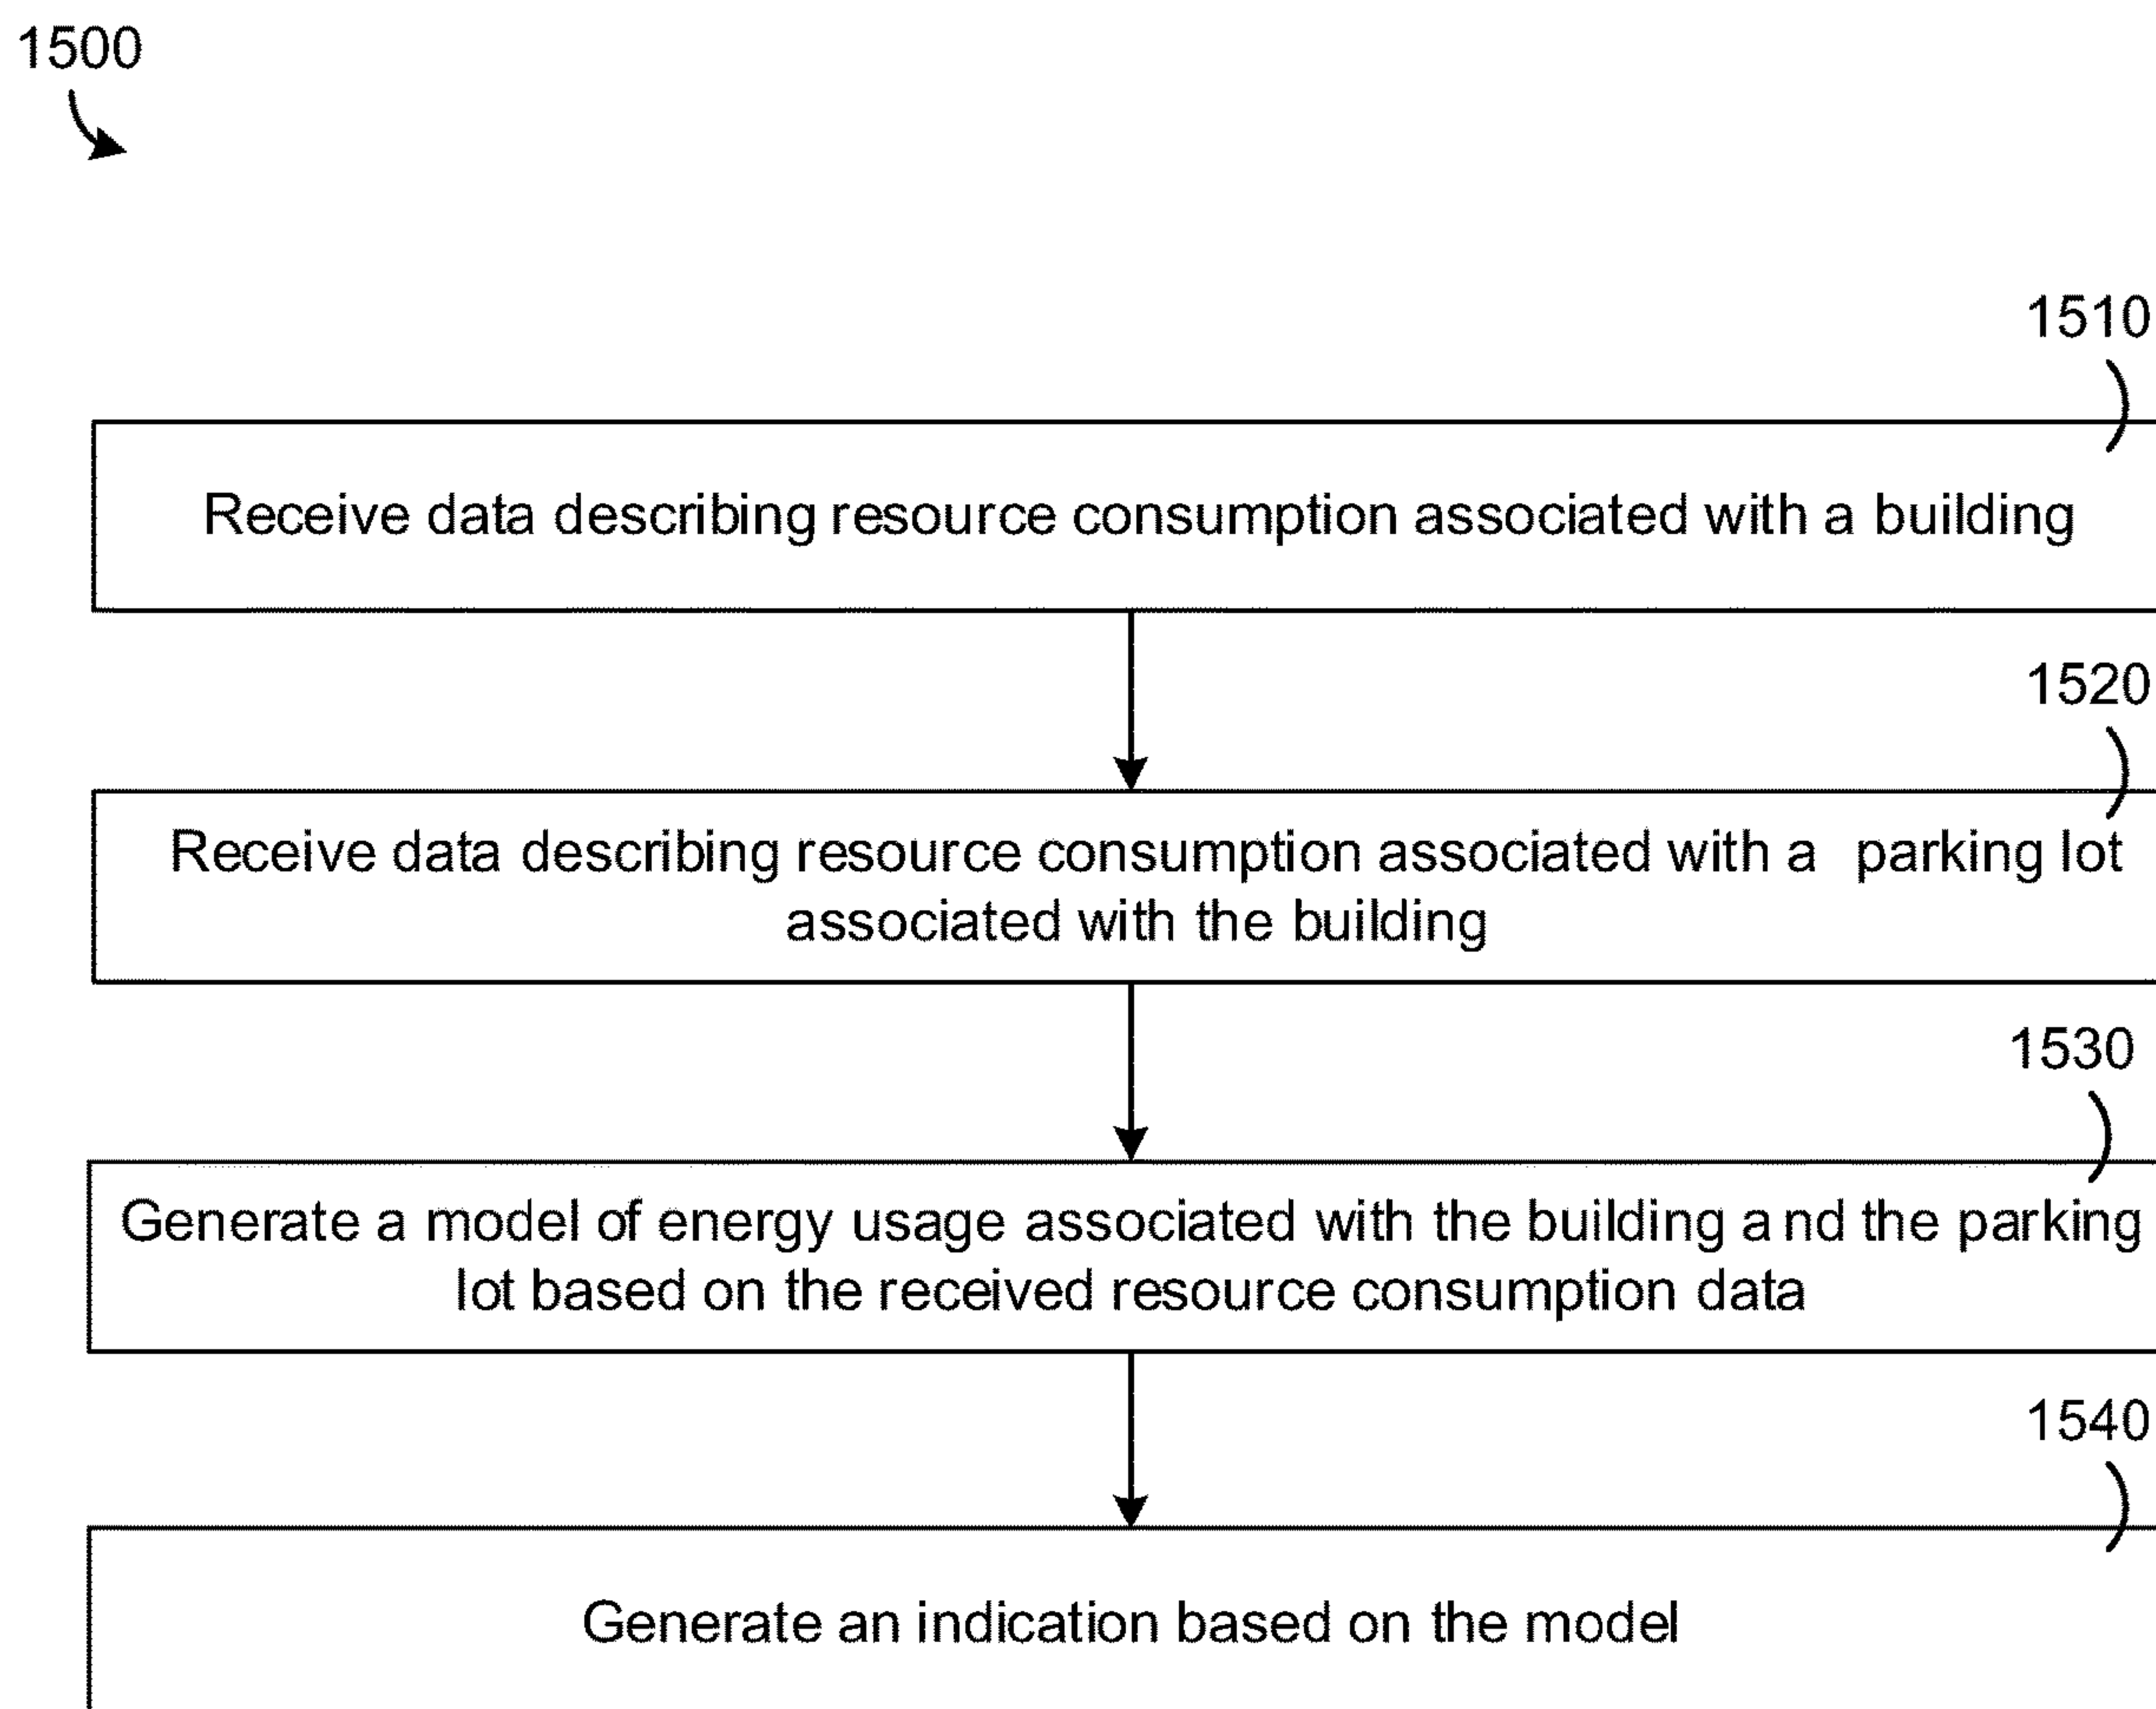 1500
1510
Receive data describing resource consumption associated with a building
1520
Receive data describing resource consumption associated with a parking lot
associated with the building
1530
Generate a model of energy usage associated with the building and the parking
lot based on the received resource consumption data
1540
Generate an indication based on the model